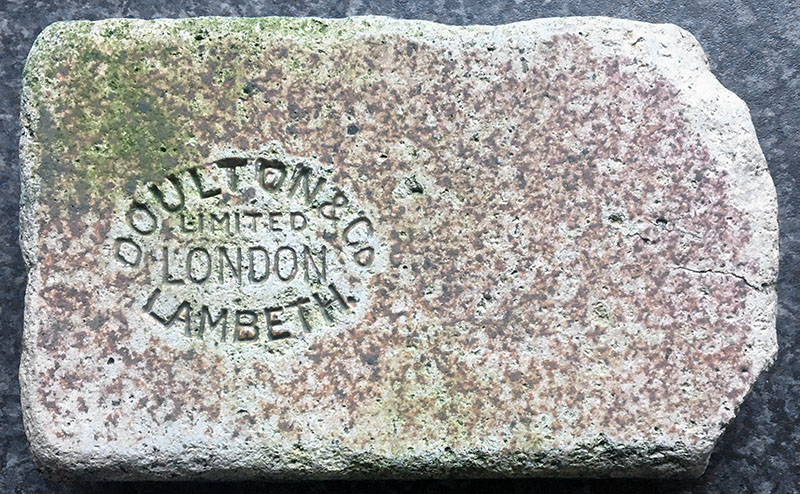 DOULTON & Co
LIMITED
LONDON
LAMBETH.